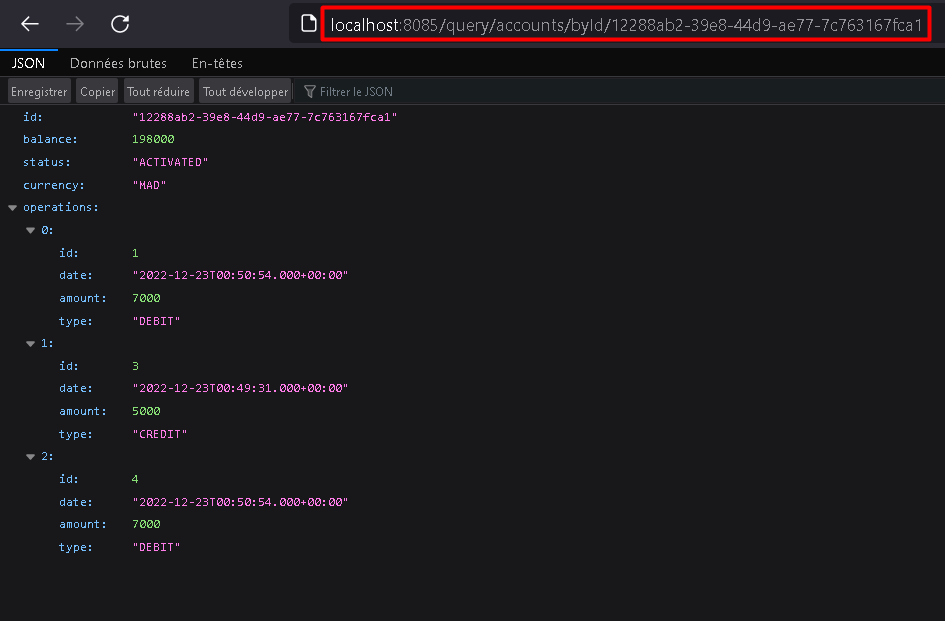 localhost:8085/query/accounts/byId/12288ab2-39e8-44d9-ae77-7c763167fca1
JSON Données brutes En-têtes
Enregistrer Copier Tout réduire Tout développer Filtrer le JSON
id: "12288ab2-39e8-44d9-ae77-7c763167fca1"
balance: 198000
status: "ACTIVATED"
currency: "MAD"
operations:
0:
id: 1
date: "2022-12-23T00:50:54.000+00:00"
amount: 7000
type: "DEBIT"
1:
id: 3
date: "2022-12-23T00:49:31.000+00:00"
amount: 5000
type: "CREDIT"
2:
id: 4
date: "2022-12-23T00:50:54.000+00:00"
amount: 7000
type: "DEBIT"